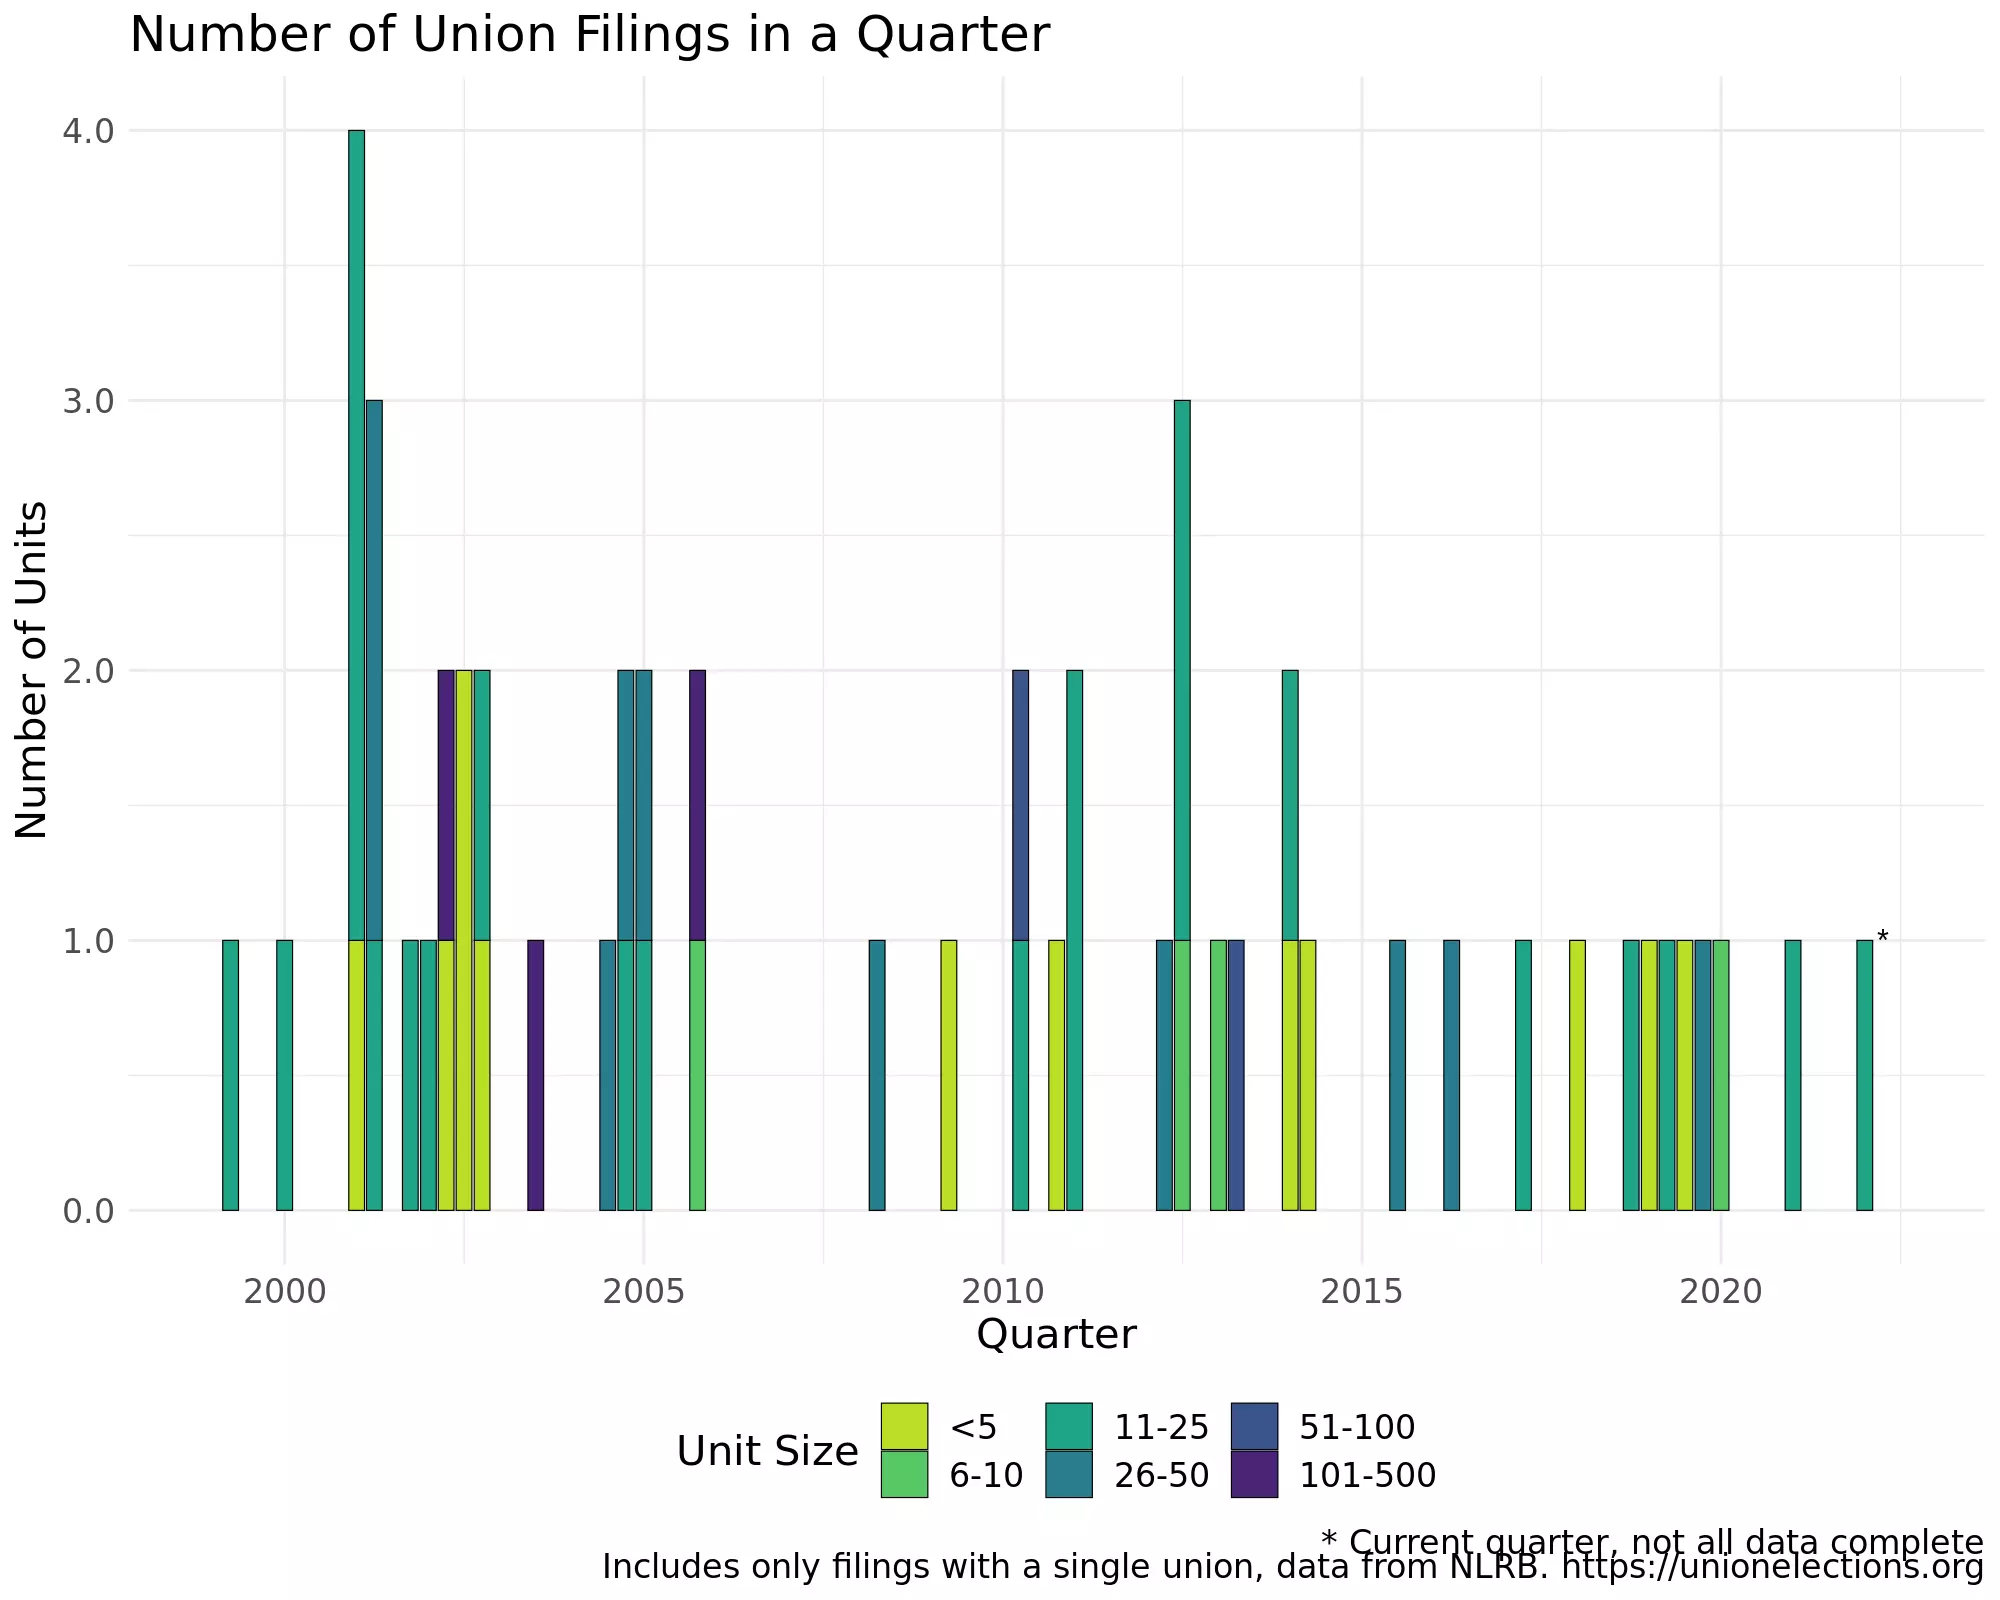 Number of Union Filings in a Quarter
Number of Units
4.0
3.0
2.0
1.0
0.0
*
2000 2005 2010 2015 2020
Quarter
Unit Size
<5 11-25 51-100
6-10 26-50 101-500
* Current quarter, not all data complete
Includes only filings with a single union, data from NLRB. https://unionelections.org